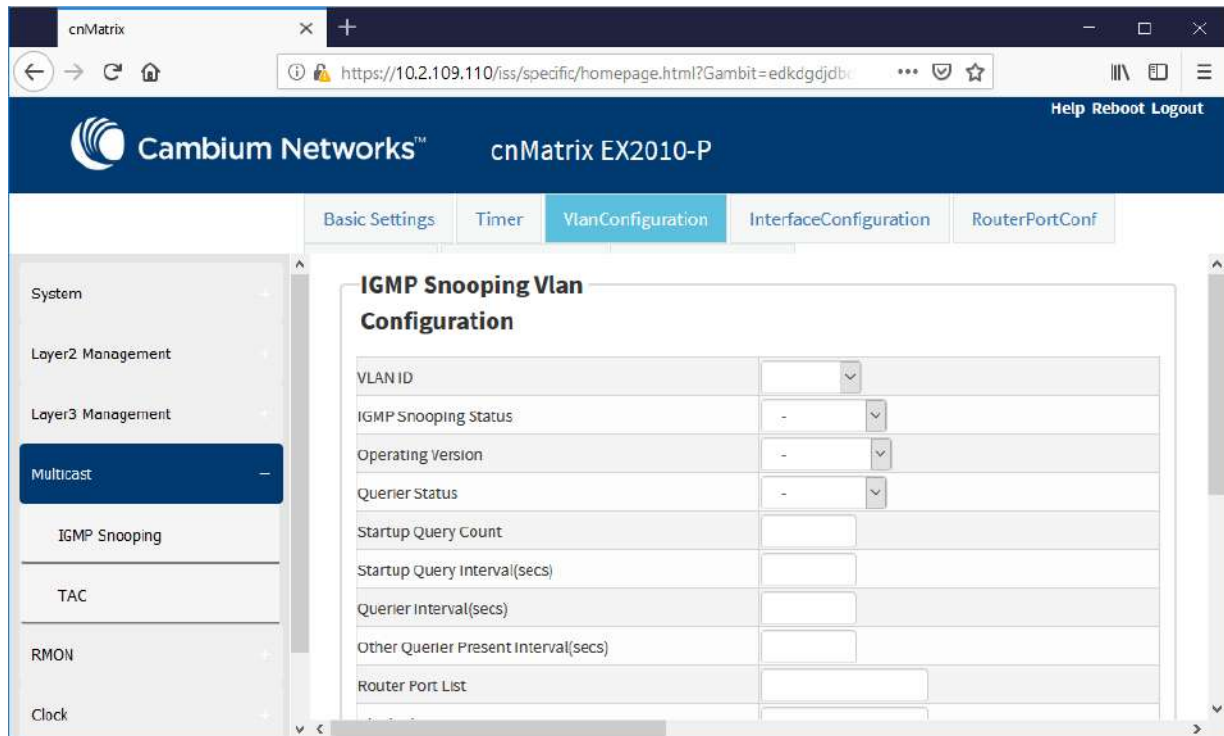 cnMatrix
https://10.2.109.110/iss/specific/homepage.html?Gambit=edkdgdjdb
Help Reboot Logout
Cambium Networks™
cnMatrix EX2010-P
Basic Settings
Timer
VlanConfiguration
InterfaceConfiguration
RouterPortConf
System
Layer2 Management
Layer3 Management
Multicast
IGMP Snooping
TAC
RMON
Clock
IGMP Snooping Vlan
Configuration
VLAN ID
IGMP Snooping Status -
Operating Version -
Querier Status -
Startup Query Count
Startup Query Interval(secs)
Querier Interval(secs)
Other Querier Present Interval(secs)
Router Port List